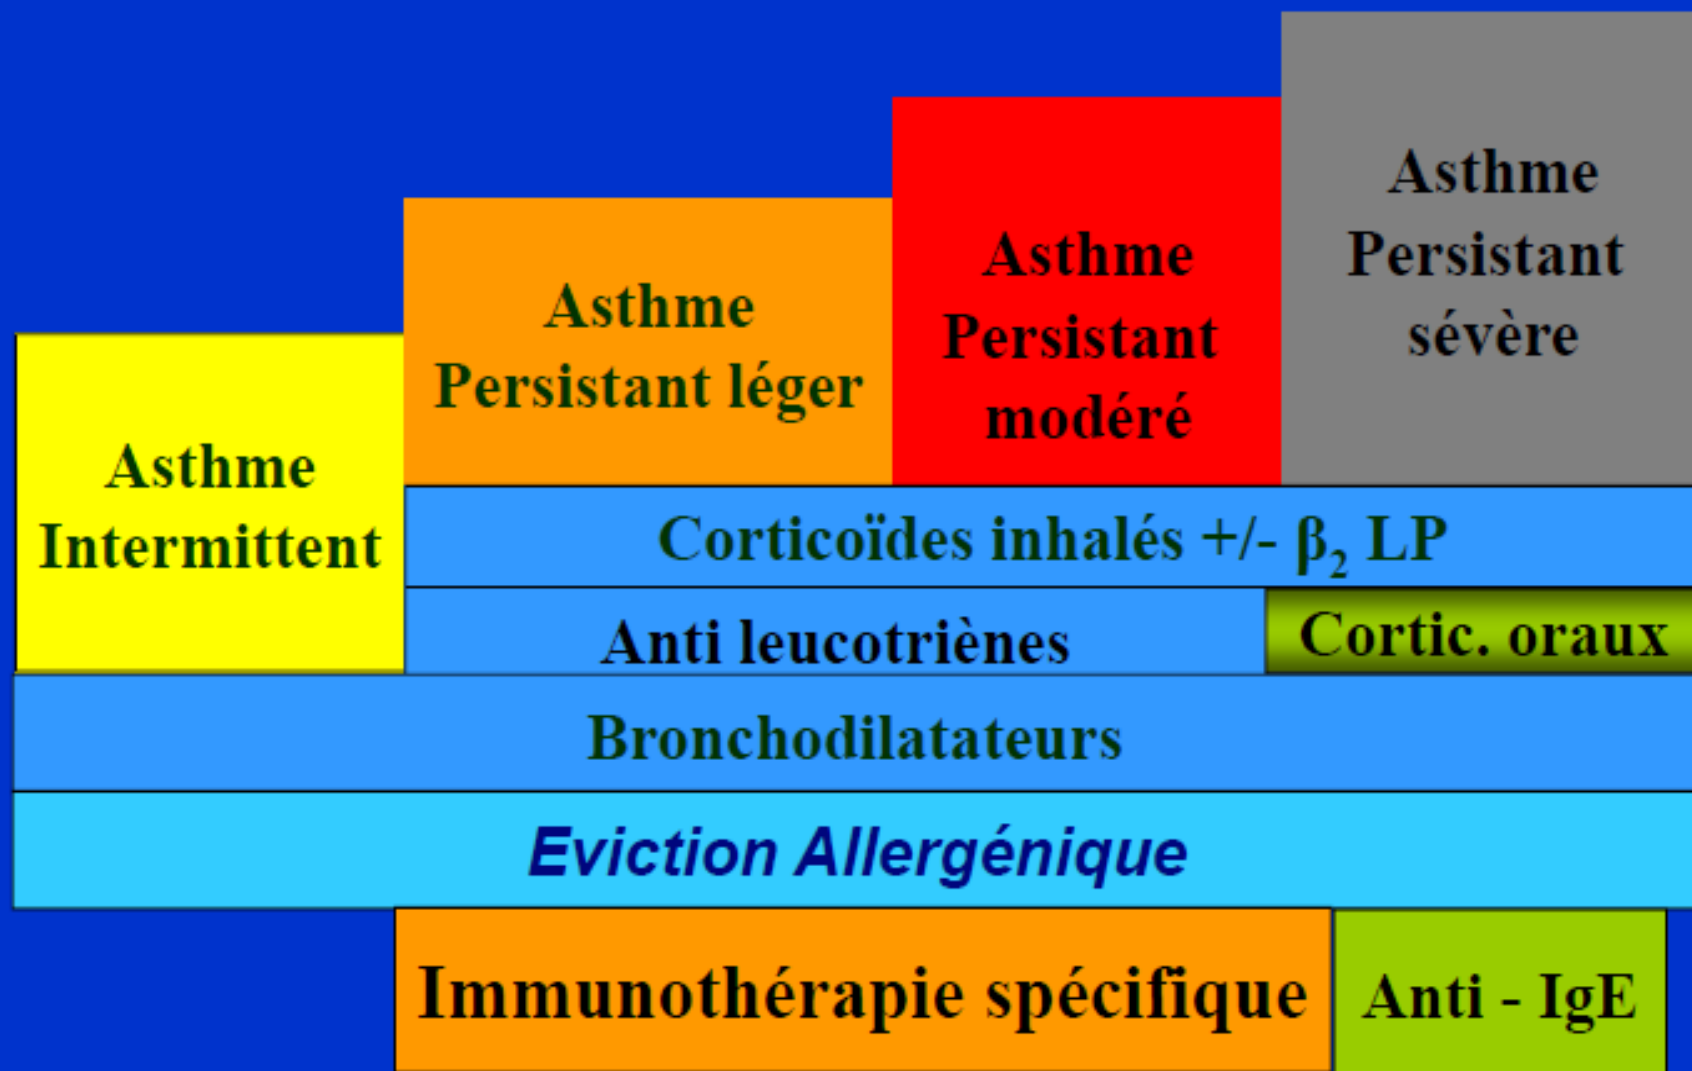 Asthme
Intermittent
Asthme
Persistant léger
Asthme
Persistant
modéré
Asthme
Persistant
sévère
Corticoïdes inhalés +/- β₂ LP
Anti leucotriènes
Cortic. oraux
Bronchodilatateurs
Eviction Allergénique
Immunothérapie spécifique
Anti - IgE